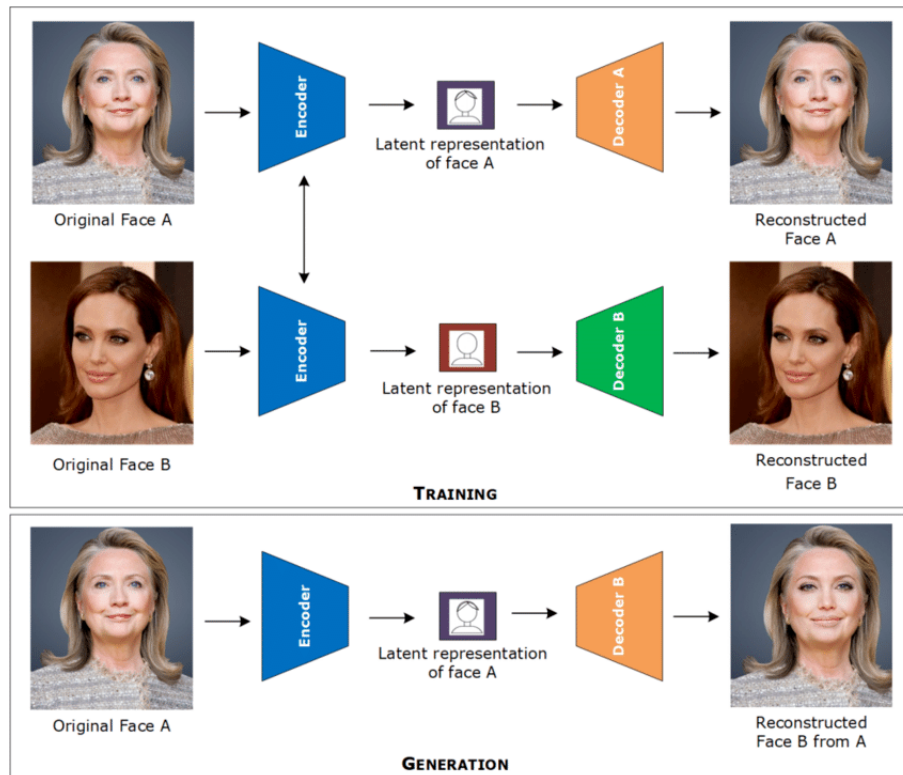 Encoder
Decoder A
Latent representation
of face A
Original Face A
Reconstructed
Face A
Encoder
Decoder B
Latent representation
of face B
Original Face B
Reconstructed
Face B
TRAINING
Encoder
Decoder B
Latent representation
of face A
Original Face A
Reconstructed
Face B from A
GENERATION